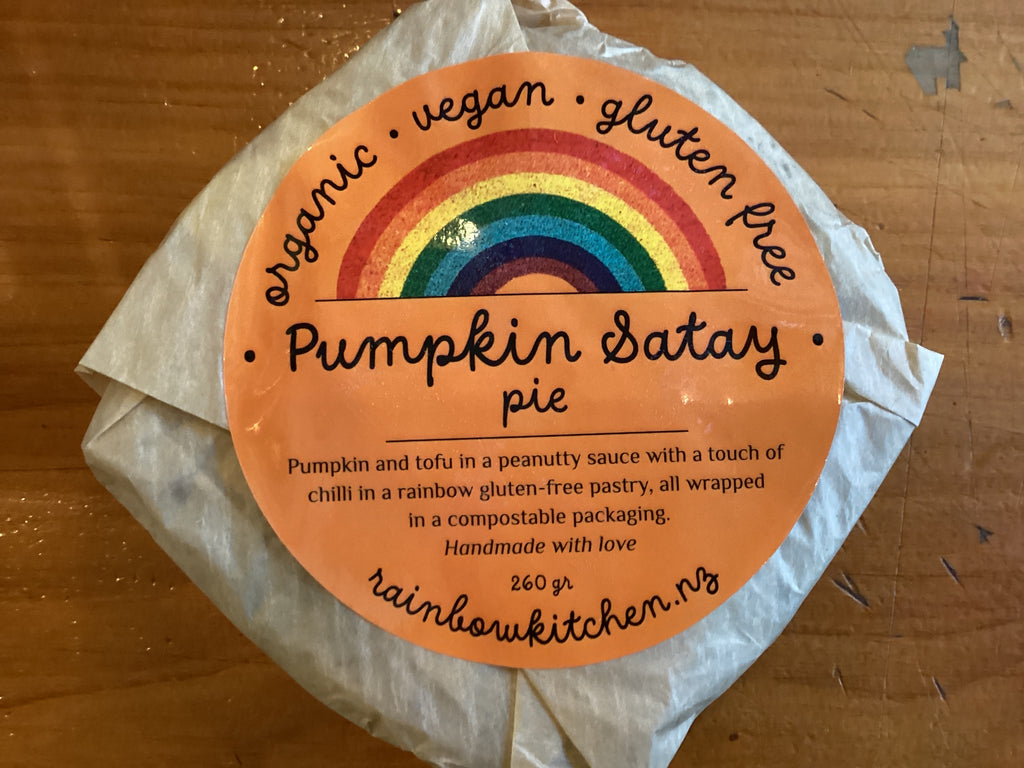 organic • vegan • gluten free
• Pumpkin Satay •
pie
Pumpkin and tofu in a peanutty sauce with a touch of
chilli in a rainbow gluten-free pastry, all wrapped
in a compostable packaging.
Handmade with love
260 gr
rainbowkitchen.nz